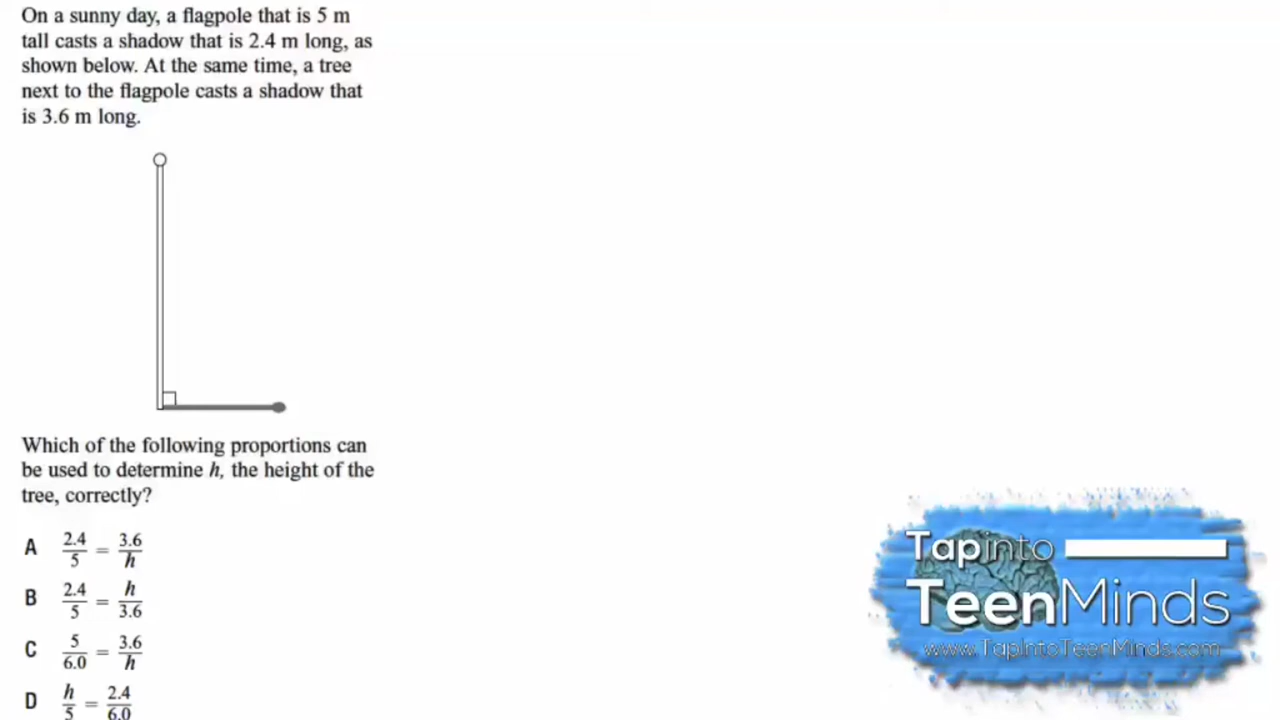 On a sunny day, a flagpole that is 5 m
tall casts a shadow that is 2.4 m long, as
shown below. At the same time, a tree
next to the flagpole casts a shadow that
is 3.6 m long.
Which of the following proportions can
be used to determine h, the height of the
tree, correctly?
A 2.4/5 = 3.6/h
B 2.4/5 = h/3.6
C 5/6.0 = 3.6/h
D h/5 = 2.4/6.0
Tapinto
TeenMinds
www.TapIntoTeenMinds.com